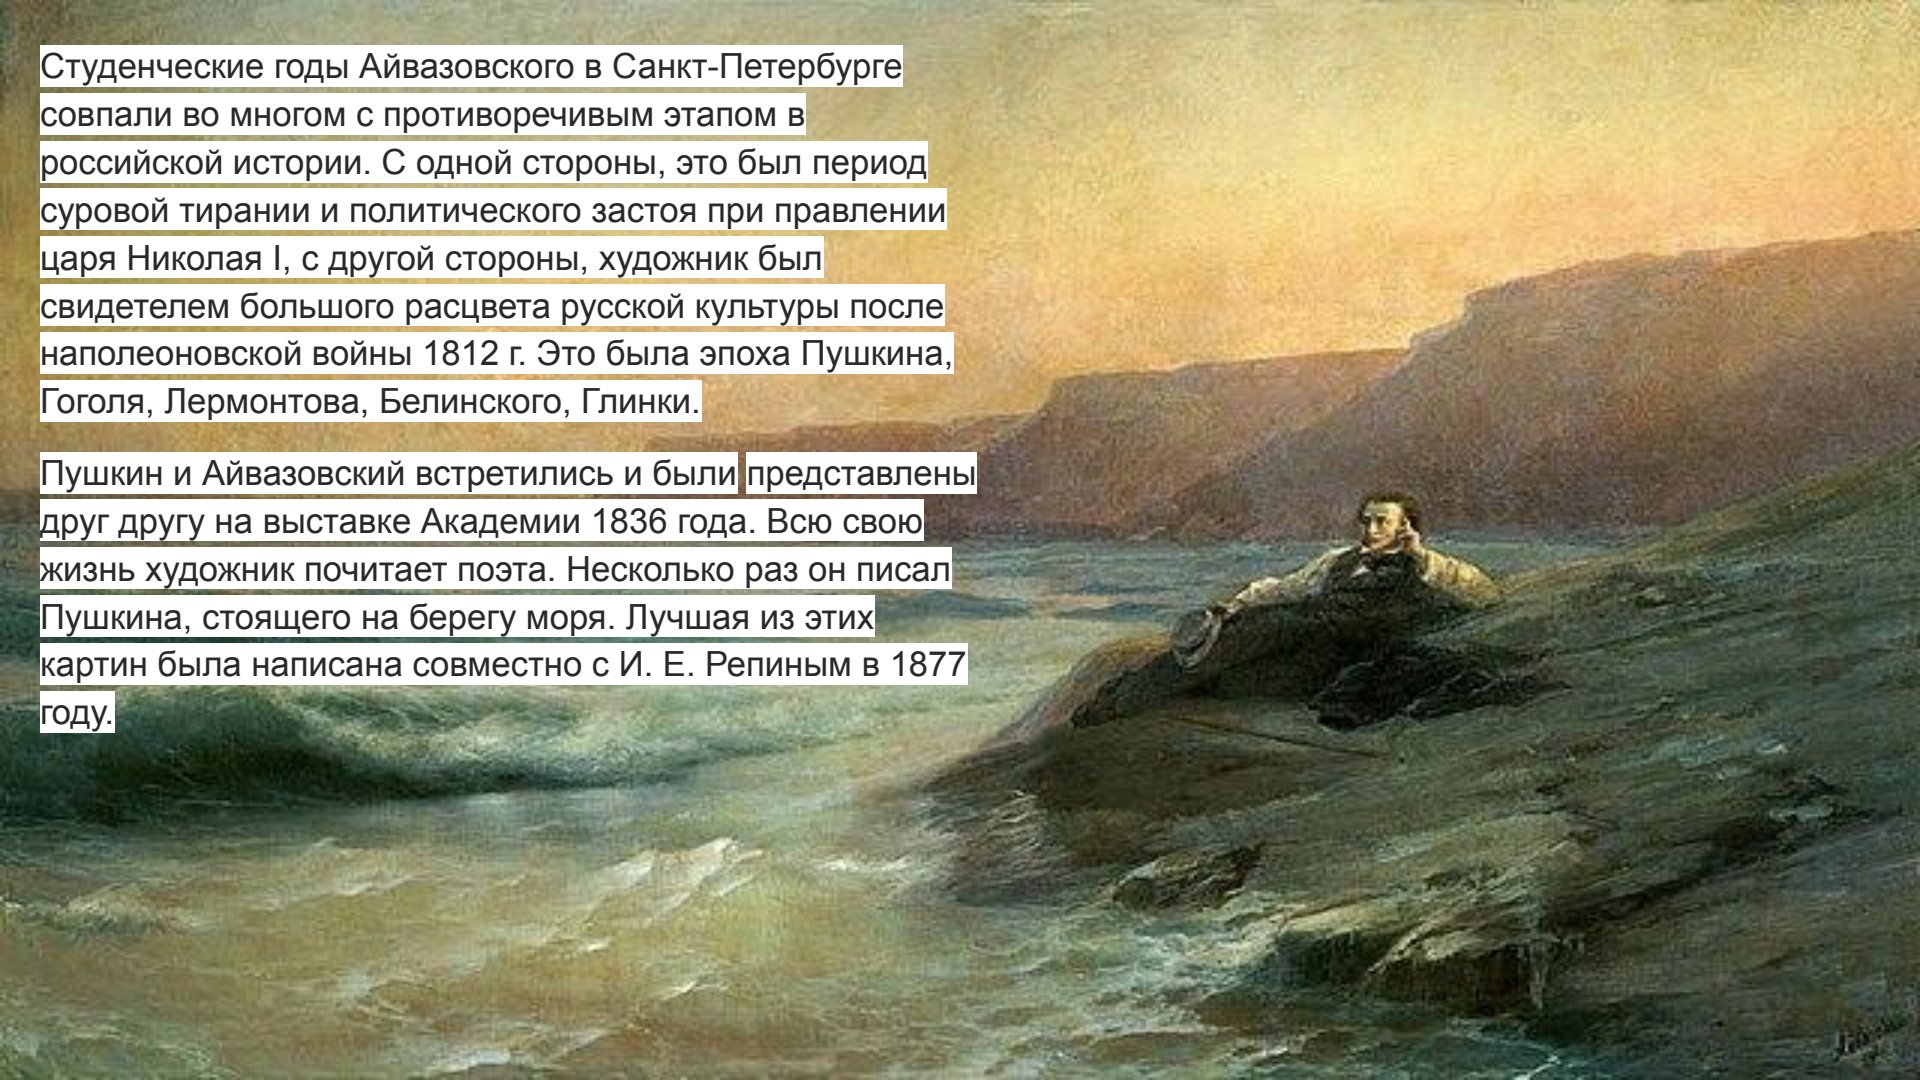 Студенческие годы Айвазовского в Санкт-Петербурге
совпали во многом с противоречивым этапом в
российской истории. С одной стороны, это был период
суровой тирании и политического застоя при правлении
царя Николая I, с другой стороны, художник был
свидетелем большого расцвета русской культуры после
наполеоновской войны 1812 г. Это была эпоха Пушкина,
Гоголя, Лермонтова, Белинского, Глинки.
Пушкин и Айвазовский встретились и были представлены
друг другу на выставке Академии 1836 года. Всю свою
жизнь художник почитает поэта. Несколько раз он писал
Пушкина, стоящего на берегу моря. Лучшая из этих
картин была написана совместно с И. Е. Репиным в 1877
году.